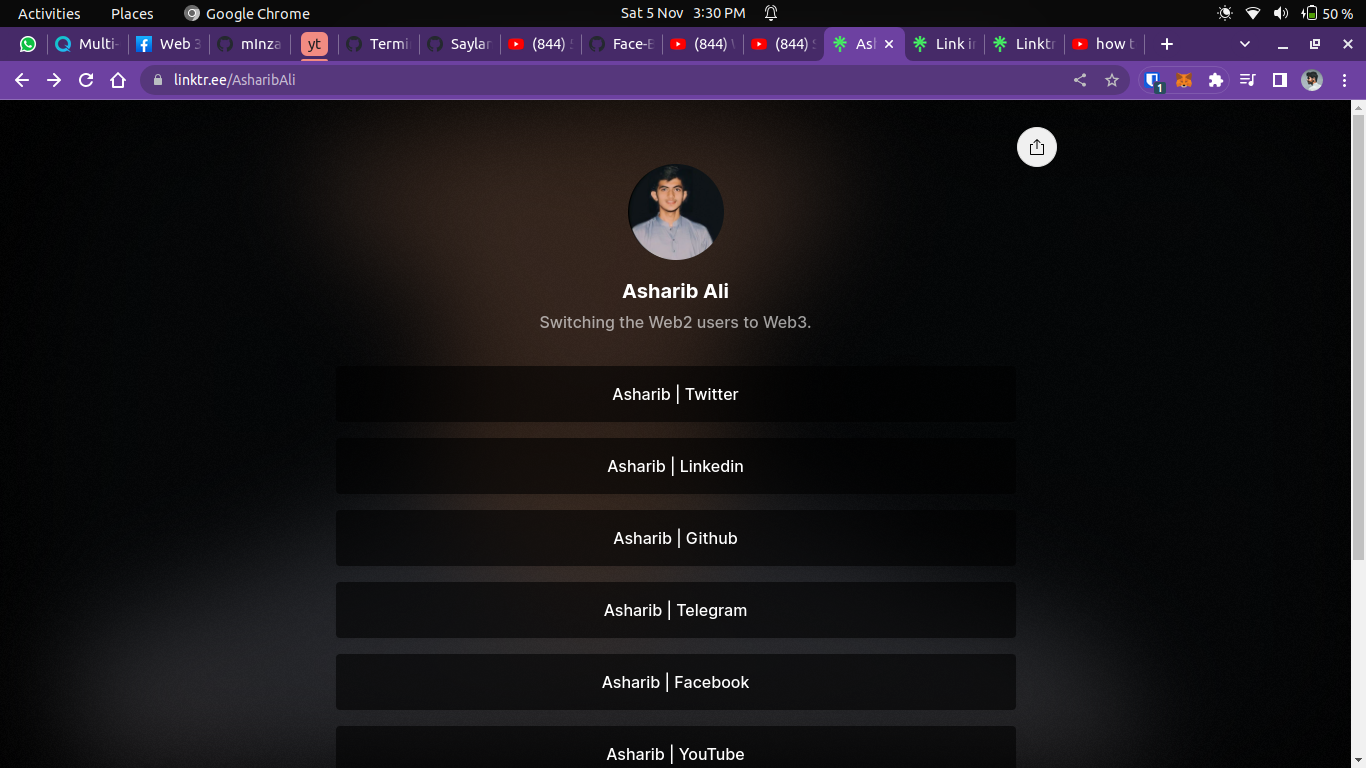 Activities Places Google Chrome Sat 5 Nov 3:30 PM 50 %
Multi- Web 3 mInza yt Termi Saylan (844) Face- (844) (844) Asl Link in Linktr how t
linktr.ee/AsharibAli 1
Asharib Ali
Switching the Web2 users to Web3.
Asharib | Twitter
Asharib | Linkedin
Asharib | Github
Asharib | Telegram
Asharib | Facebook
Asharib | YouTube